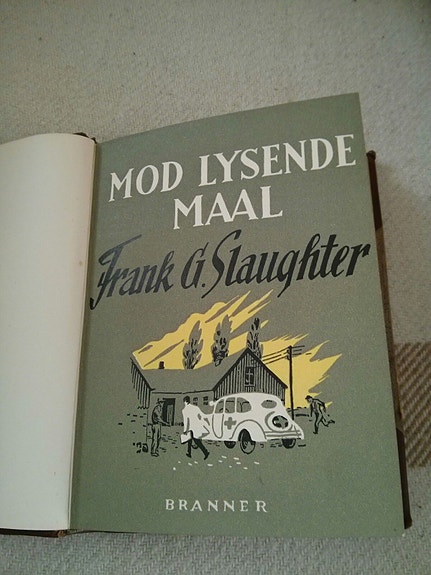 MOD LYSENDE
MAAL
Frank G. Slaughter
BRANNER